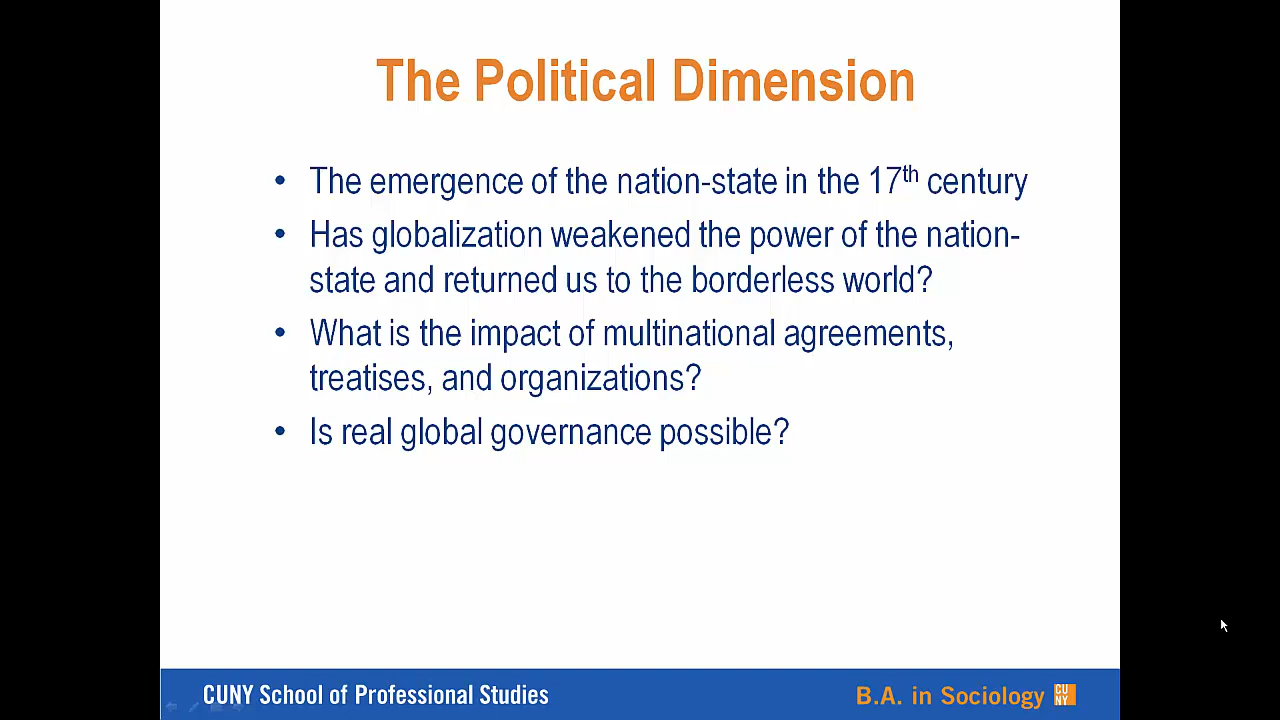 The Political Dimension
• The emergence of the nation-state in the 17th century
• Has globalization weakened the power of the nation-
state and returned us to the borderless world?
• What is the impact of multinational agreements,
treatises, and organizations?
• Is real global governance possible?
CUNY School of Professional Studies
B.A. in Sociology
CU
NY